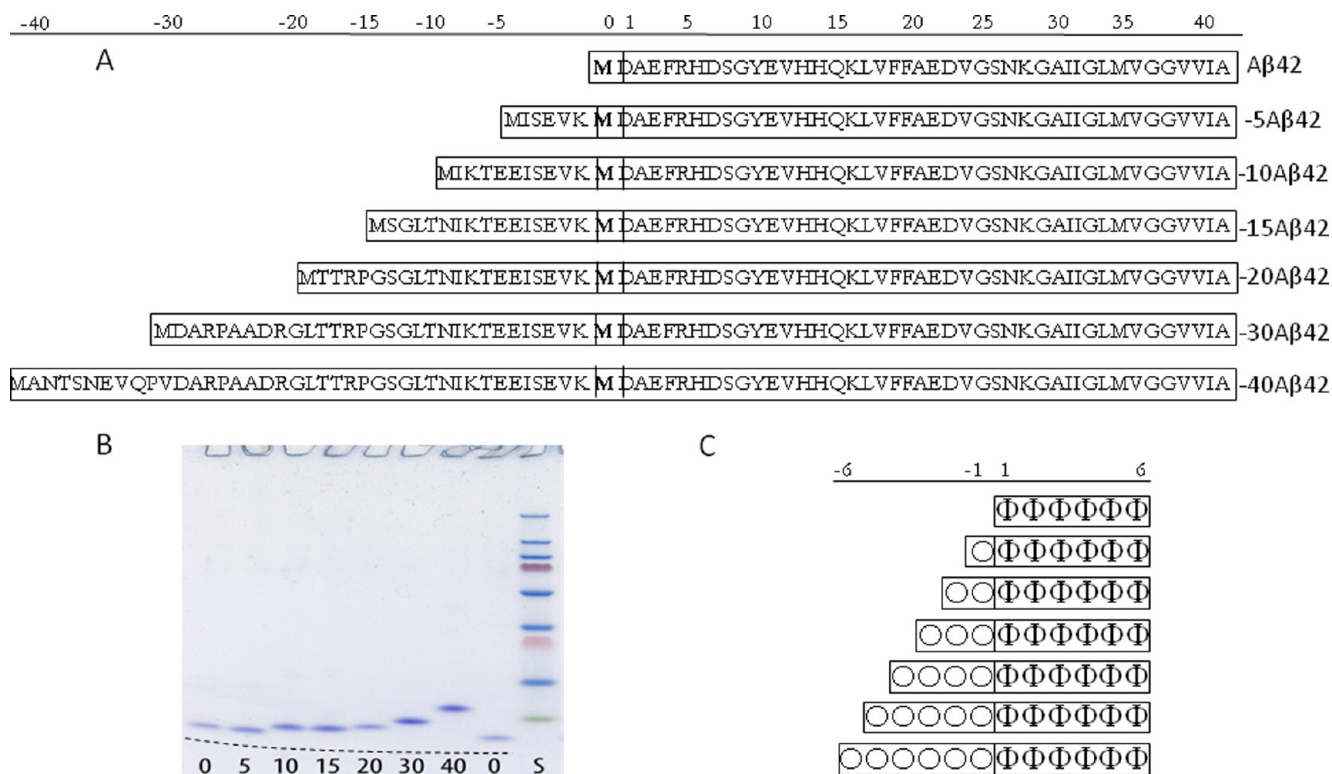 -40 -30 -20 -15 -10 -5 0 1 5 10 15 20 25 30 35 40
A
M DAEFRHDSGYEVHHQKLVFFAEDVGSNKGAIIGLMVGGVVIA Aβ42
MISEVK M DAEFRHDSGYEVHHQKLVFFAEDVGSNKGAIIGLMVGGVVIA -5Aβ42
MIKTEEISEVK M DAEFRHDSGYEVHHQKLVFFAEDVGSNKGAIIGLMVGGVVIA -10Aβ42
MSGLTNIKTEEISEVK M DAEFRHDSGYEVHHQKLVFFAEDVGSNKGAIIGLMVGGVVIA -15Aβ42
MTTRPGSGLTNIKTEEISEVK M DAEFRHDSGYEVHHQKLVFFAEDVGSNKGAIIGLMVGGVVIA -20Aβ42
MDARPAADRGLTTRPGSGLTNIKTEEISEVK M DAEFRHDSGYEVHHQKLVFFAEDVGSNKGAIIGLMVGGVVIA -30Aβ42
MANTSNEVQPVDARPAADRGLTTRPGSGLTNIKTEEISEVK M DAEFRHDSGYEVHHQKLVFFAEDVGSNKGAIIGLMVGGVVIA -40Aβ42
B
0 5 10 15 20 30 40 0 S
C
-6 -1 1 6
ΦΦΦΦΦΦ
○ΦΦΦΦΦΦ
○○ΦΦΦΦΦΦ
○○○ΦΦΦΦΦΦ
○○○○ΦΦΦΦΦΦ
○○○○○ΦΦΦΦΦΦ
○○○○○○ΦΦΦΦΦΦ